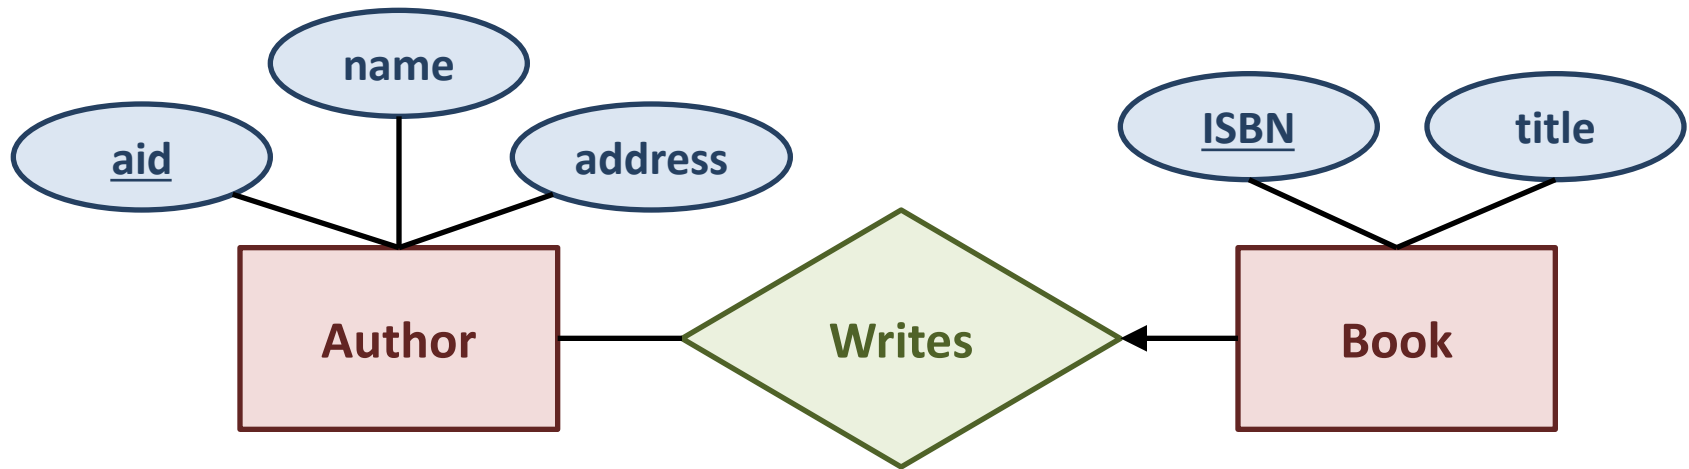 name
aid
address
ISBN
title
Author
Writes
Book